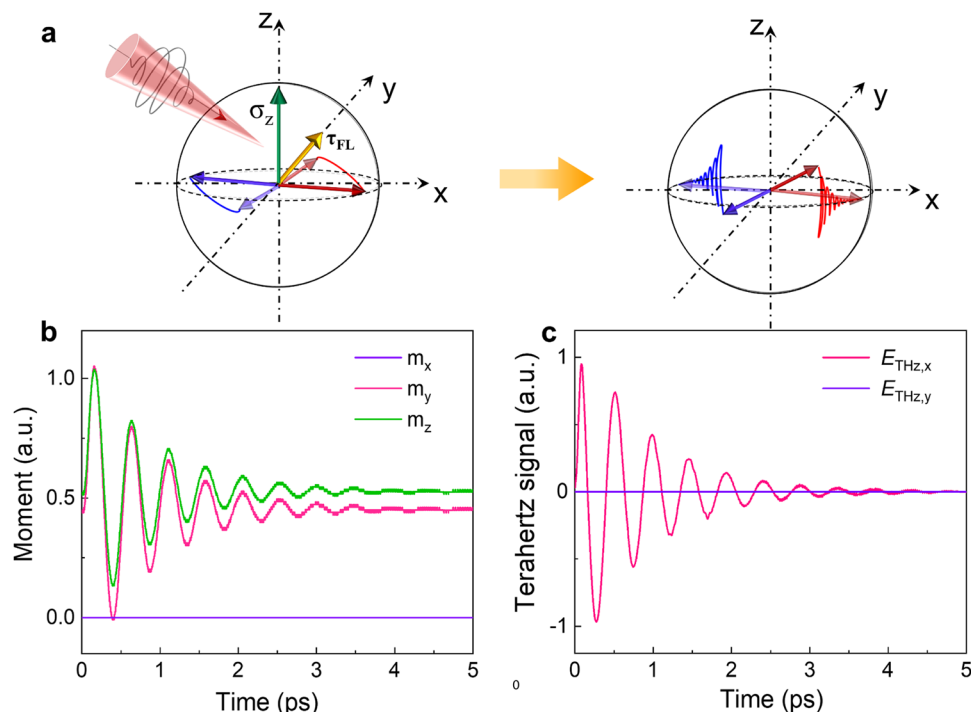 a
z
z
y
y
σz
τFL
x
x
b
c
1.0
0.5
0.0
Moment (a.u.)
mx
my
mz
0 1 2 3 4 5
Time (ps)
1
0
-1
Terahertz signal (a.u.)
ETHz,x
ETHz,y
0 1 2 3 4 5
Time (ps)
0